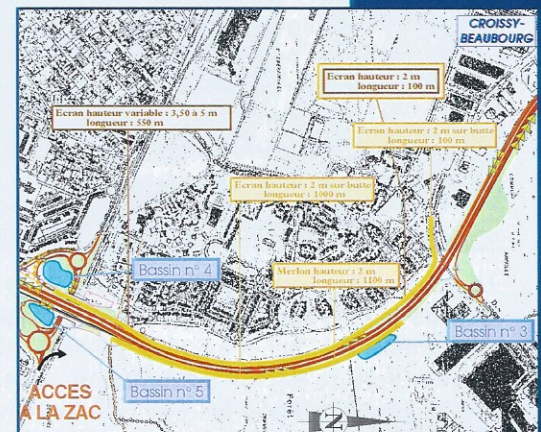 CROISSY-
BEAUBOURG
Ecran hauteur : 2 m
longueur : 100 m
Ecran hauteur variable : 3,50 à 5 m
longueur : 550 m
Ecran hauteur : 2 m sur butte
longueur : 100 m
Ecran hauteur : 2 m sur butte
longueur : 1000 m
Bassin n° 4
Merlon hauteur : 2 m
longueur : 1100 m
Bassin n° 3
Bassin n° 5
ACCES
A LA ZAC
Foret
N